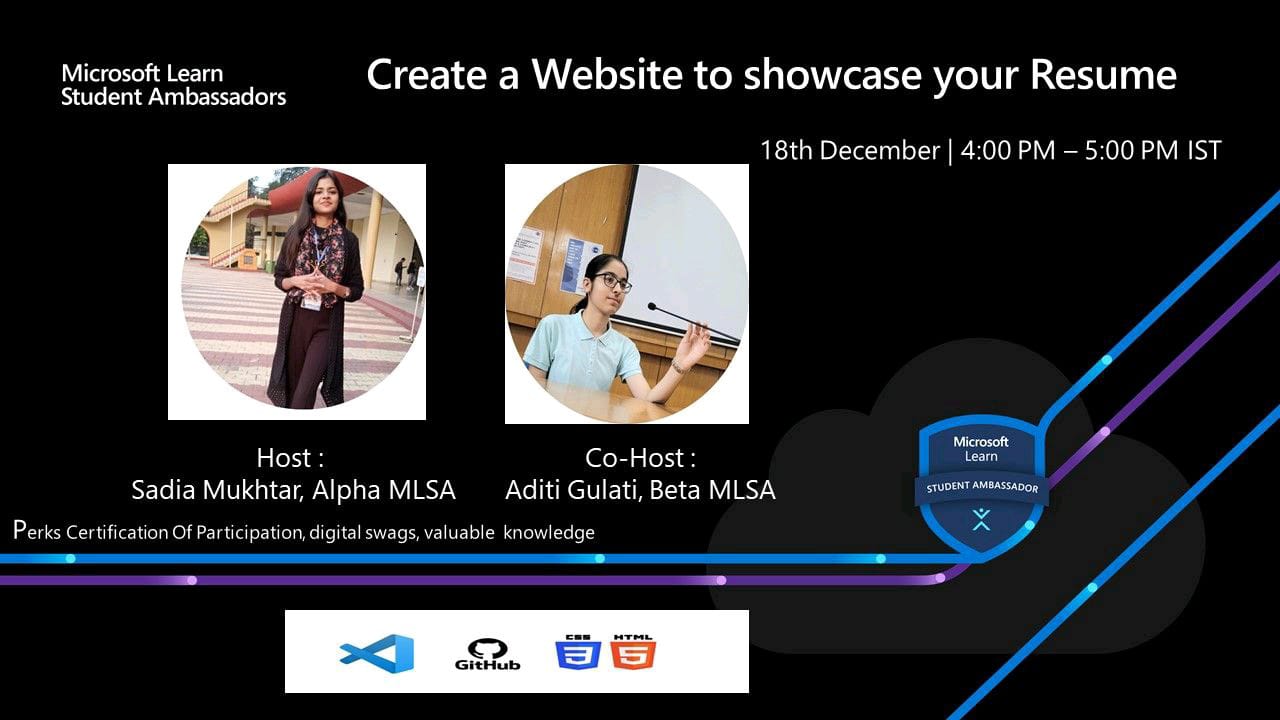 Microsoft Learn
Student Ambassadors
Create a Website to showcase your Resume
18th December | 4:00 PM – 5:00 PM IST
Host :
Sadia Mukhtar, Alpha MLSA
Co-Host :
Aditi Gulati, Beta MLSA
Perks Certification Of Participation, digital swags, valuable knowledge
Microsoft
Learn
STUDENT AMBASSADOR
GitHub
CSS
3
HTML
5